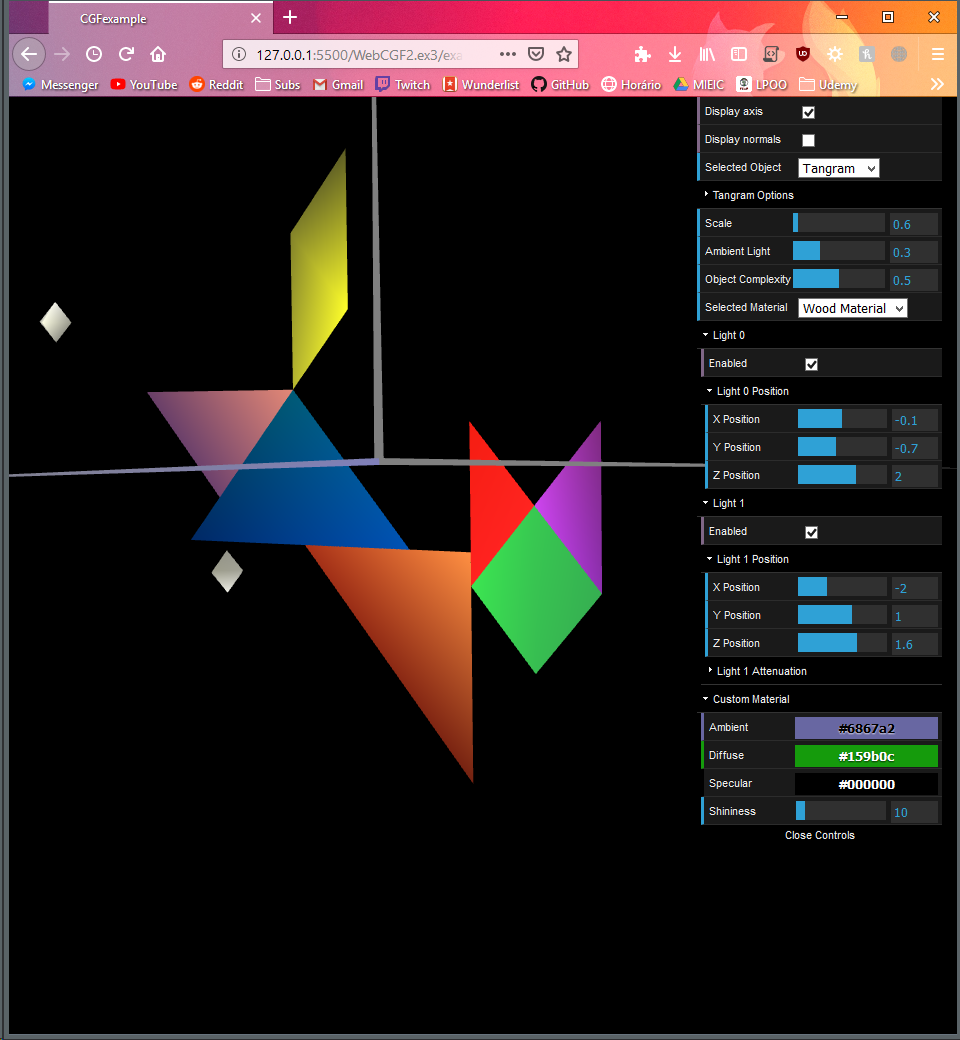 CGFexample
127.0.0.1:5500/WebCGF2.ex3/exa
Messenger YouTube Reddit Subs Gmail Twitch Wunderlist GitHub Horário MIEIC LPOO Udemy
Display axis
Display normals
Selected Object Tangram
Tangram Options
Scale 0.6
Ambient Light 0.3
Object Complexity 0.5
Selected Material Wood Material
Light 0
Enabled
Light 0 Position
X Position -0.1
Y Position -0.7
Z Position 2
Light 1
Enabled
Light 1 Position
X Position -2
Y Position 1
Z Position 1.6
Light 1 Attenuation
Custom Material
Ambient #6867a2
Diffuse #159b0c
Specular #000000
Shininess 10
Close Controls